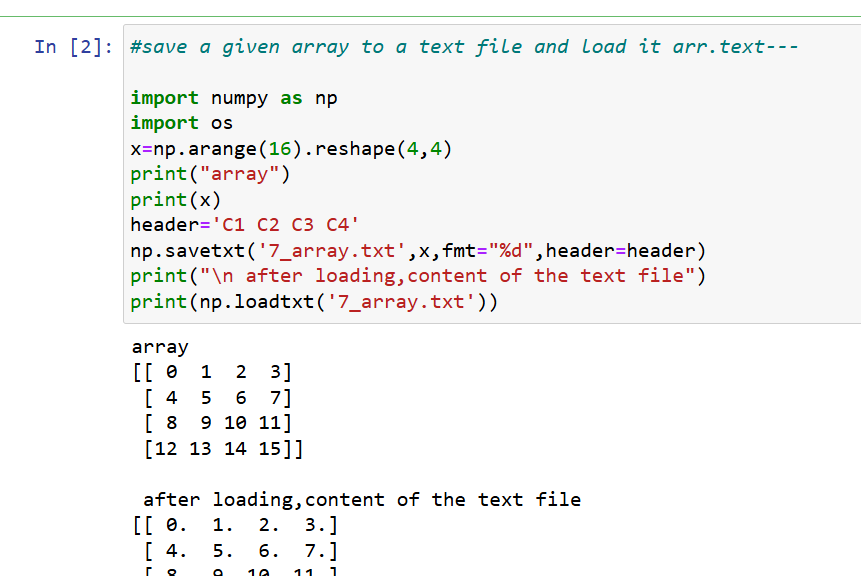 In [2]: #save a given array to a text file and load it arr.text---
import numpy as np
import os
x=np.arange(16).reshape(4,4)
print("array")
print(x)
header='C1 C2 C3 C4'
np.savetxt('7_array.txt',x,fmt="%d",header=header)
print("\n after loading,content of the text file")
print(np.loadtxt('7_array.txt'))
array
[[ 0  1  2  3]
 [ 4  5  6  7]
 [ 8  9 10 11]
 [12 13 14 15]]
 after loading,content of the text file
[[ 0.  1.  2.  3.]
 [ 4.  5.  6.  7.]
 [ 8.  9. 10. 11.]